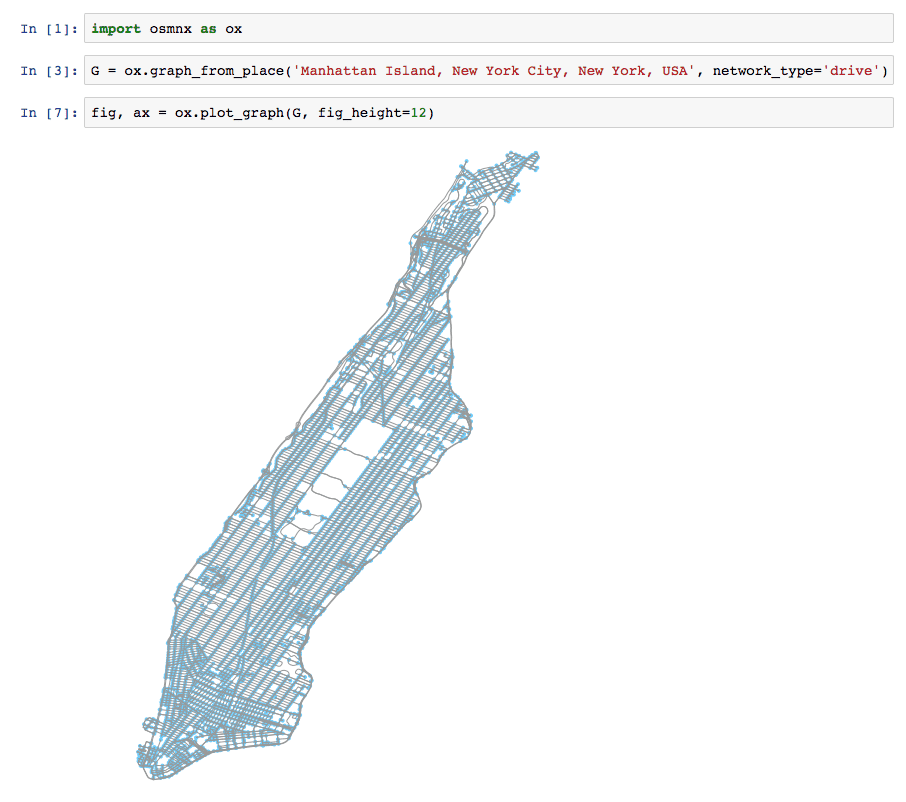 In [1]: import osmnx as ox
In [3]: G = ox.graph_from_place('Manhattan Island, New York City, New York, USA', network_type='drive')
In [7]: fig, ax = ox.plot_graph(G, fig_height=12)